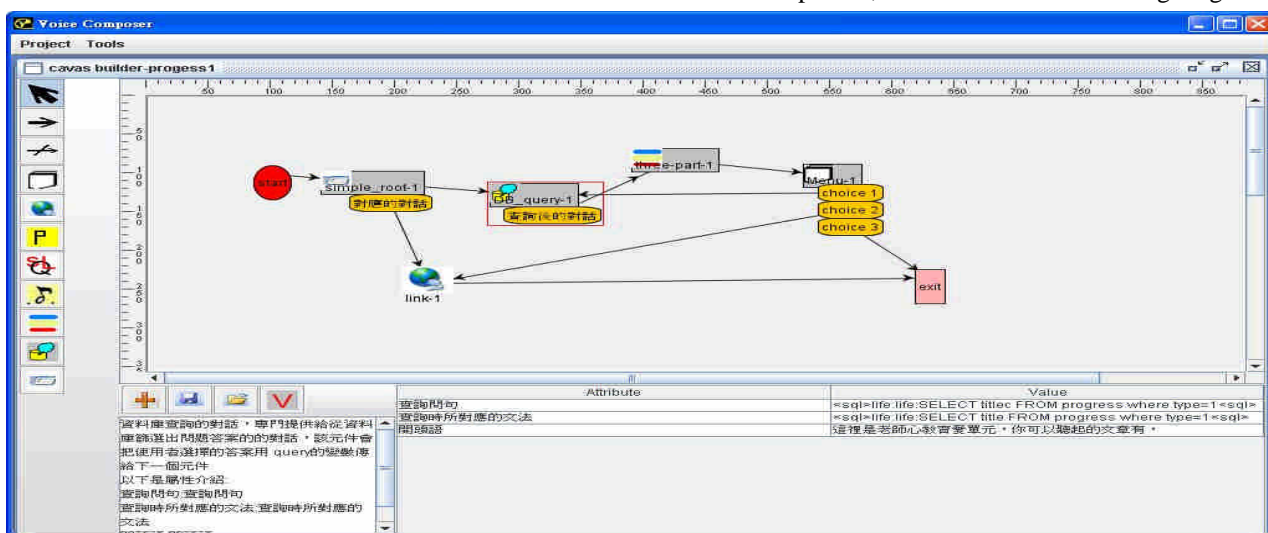 Voice Composer
Project Tools
cavas builder-progess1
50 100 150 200 250 300 350 400 450 500 550 600 650 700 750 800 850
start
simple_root-1
對應的對話
DB_query-1
查詢後的對話
three-part-1
Menu-1
choice 1
choice 2
choice 3
link-1
exit
Attribute Value
查詢問句 <sql>life:life:SELECT titlec FROM progress where type=1<sql>
查詢時所對應的文法 <sql>life:life:SELECT title FROM progress where type=1<sql>
開頭語 這裡是老師心教育愛單元,你可以聽起的文章有,
資料庫查詢的對話,專門提供給從資料
庫篩選出問題答案的的對話,該元件會
把使用者選擇的答案用 query的變數傳
給下一個元件
以下是屬性介紹:
查詢問句:查詢問句
查詢時所對應的文法:查詢時所對應的
文法